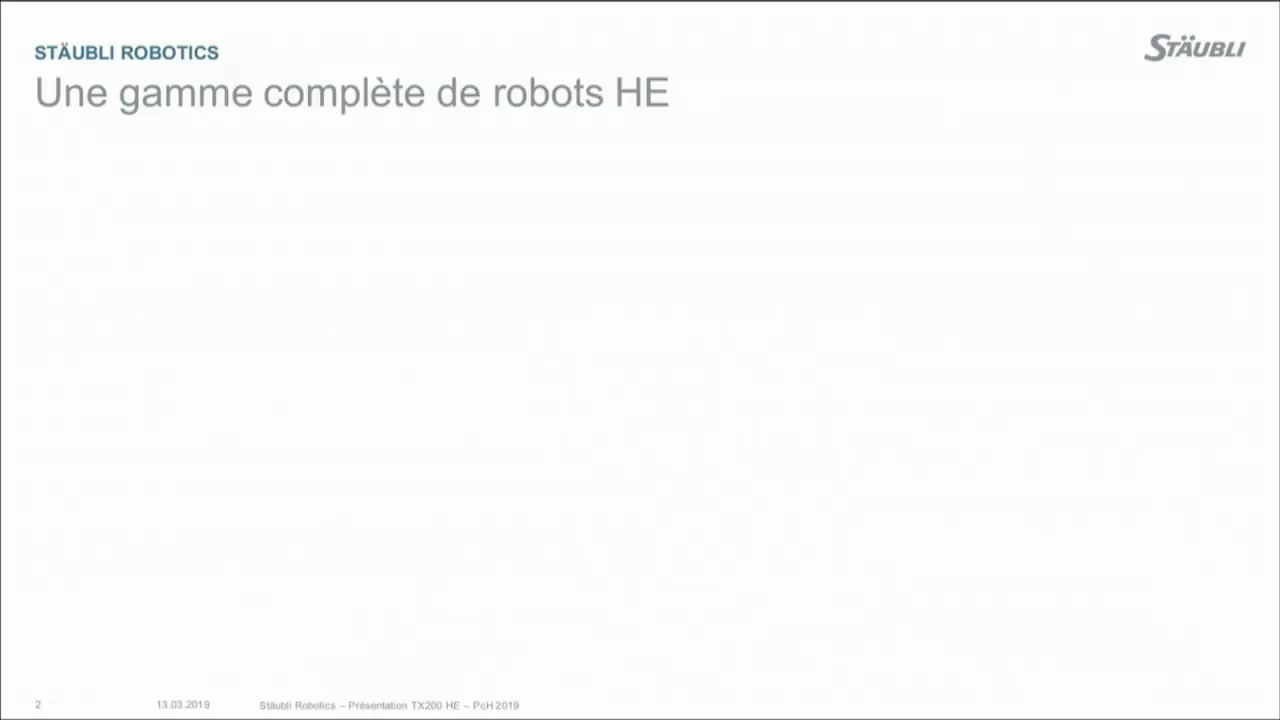 STÄUBLI ROBOTICS
STÄUBLI
Une gamme complète de robots HE
2
13.03.2019
Stäubli Robotics – Présentation TX200 HE – PcH 2019